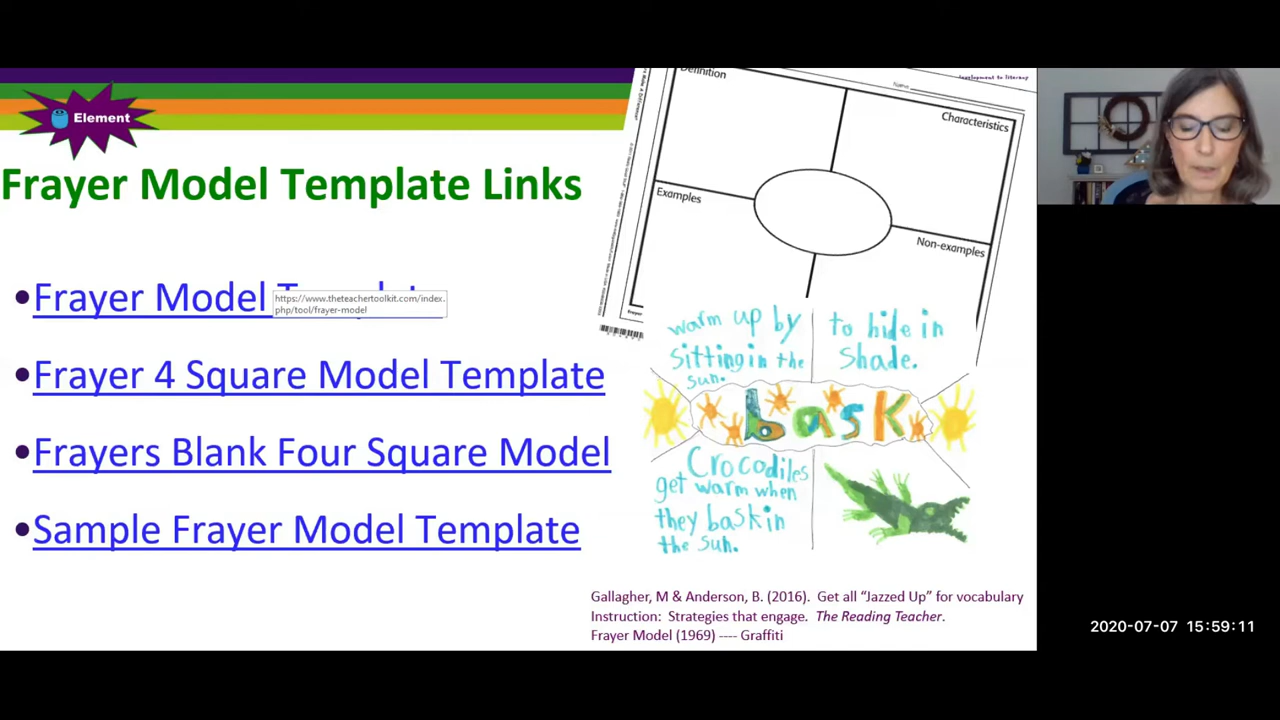 Element
Frayer Model Template Links
•Frayer Model
https://www.theteachertoolkit.com/index.
php/tool/frayer-model
•Frayer 4 Square Model Template
•Frayers Blank Four Square Model
•Sample Frayer Model Template
development to literacy
Name
Definition
Characteristics
Examples
Non-examples
warm up by
sitting in the
sun.
to hide in
shade.
bask
Crocodiles
get warm when
they bask in
the sun.
Gallagher, M & Anderson, B. (2016). Get all “Jazzed Up” for vocabulary
Instruction: Strategies that engage. The Reading Teacher.
Frayer Model (1969) ---- Graffiti
2020-07-07 15:59:11